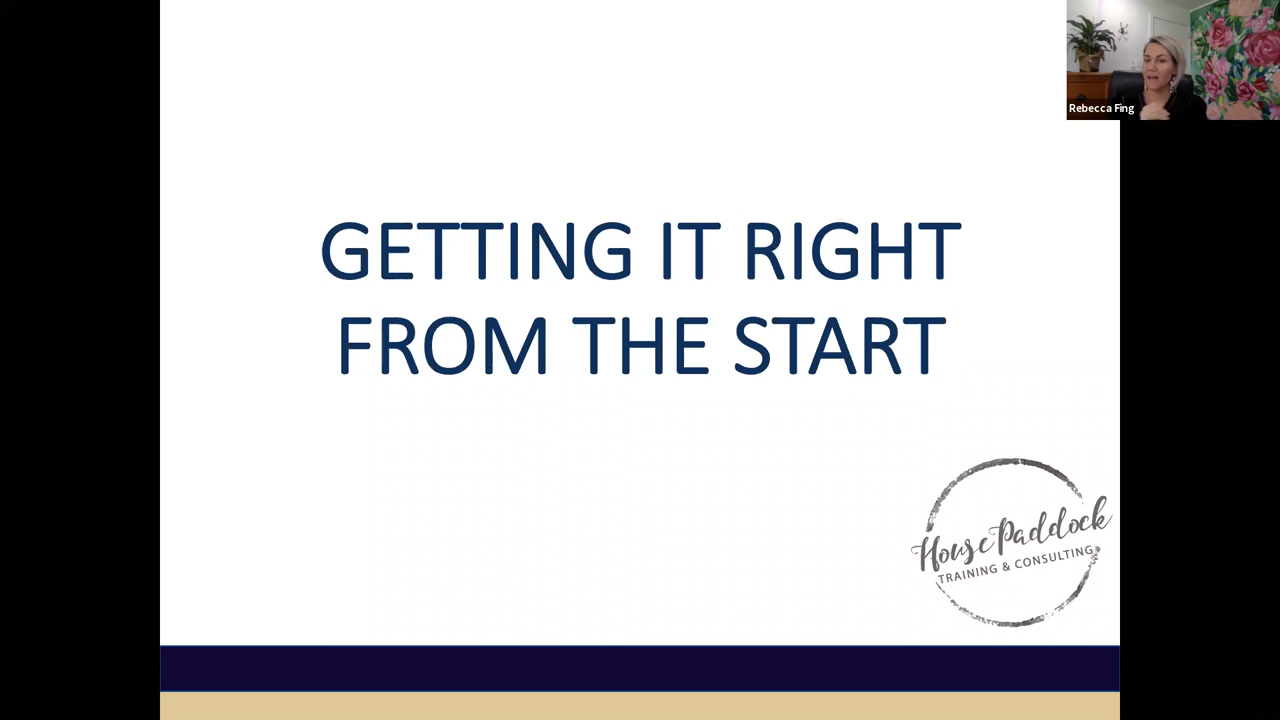 Rebecca Fing
GETTING IT RIGHT
FROM THE START
House Paddock
TRAINING & CONSULTING